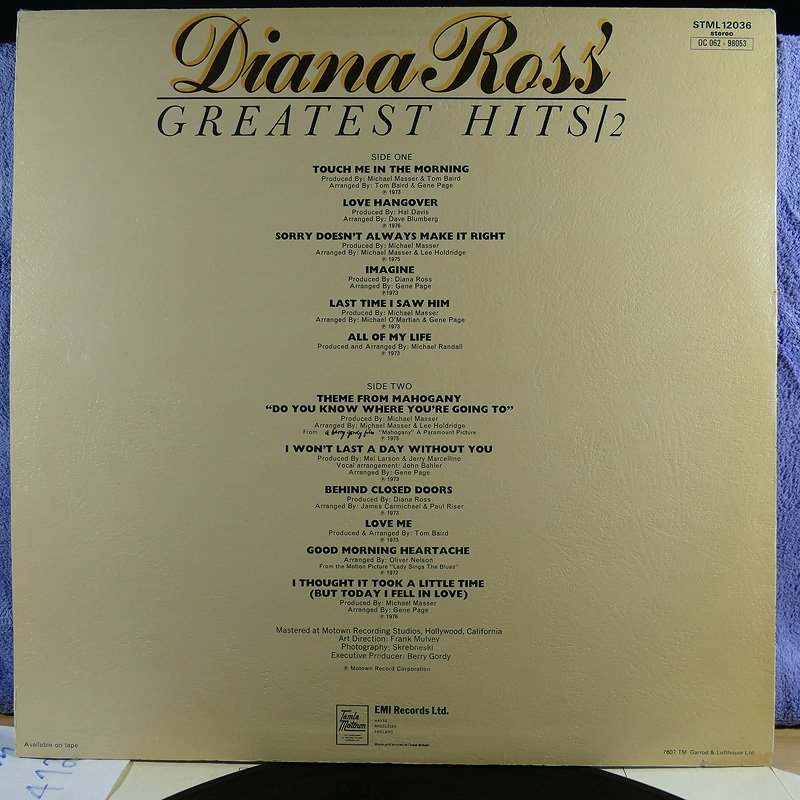 Diana Ross'
GREATEST HITS/2
STML 12036
stereo
OC 062 - 98053
SIDE ONE
TOUCH ME IN THE MORNING
Produced By: Michael Masser & Tom Baird
Arranged By: Tom Baird & Gene Page
℗ 1973
LOVE HANGOVER
Produced By: Hal Davis
Arranged By: Dave Blumberg
℗ 1976
SORRY DOESN'T ALWAYS MAKE IT RIGHT
Produced By: Michael Masser
Arranged By: Michael Masser & Lee Holdridge
℗ 1975
IMAGINE
Produced By: Diana Ross
Arranged By: Gene Page
℗ 1973
LAST TIME I SAW HIM
Produced By: Michael Masser
Arranged By: Michael O'Martian & Gene Page
℗ 1973
ALL OF MY LIFE
Produced and Arranged By: Michael Randall
℗ 1973
SIDE TWO
THEME FROM MAHOGANY
"DO YOU KNOW WHERE YOU'RE GOING TO"
Produced By: Michael Masser
Arranged By: Michael Masser & Lee Holdridge
From a berry gordy film "Mahogany" A Paramount Picture
℗ 1975
I WON'T LAST A DAY WITHOUT YOU
Produced By: Mel Larson & Jerry Marcellino
Vocal arrangement: John Bahler
Arranged By: Gene Page
℗ 1973
BEHIND CLOSED DOORS
Produced By: Diana Ross
Arranged By: James Carmichael & Paul Riser
℗ 1973
LOVE ME
Produced & Arranged By: Tom Baird
℗ 1973
GOOD MORNING HEARTACHE
Arranged By: Oliver Nelson
From the Motion Picture "Lady Sings The Blues"
℗ 1972
I THOUGHT IT TOOK A LITTLE TIME
(BUT TODAY I FELL IN LOVE)
Produced By: Michael Masser
Arranged By: Gene Page
℗ 1976
Mastered at Motown Recording Studios, Hollywood, California
Art Direction: Frank Mulvey
Photography: Skrebneski
Executive Producer: Berry Gordy
℗ Motown Record Corporation
Tamla
Motown
EMI Records Ltd.
HAYES
MIDDLESEX
ENGLAND
Made and printed in Great Britain
Available on tape
7607 TM Garrod & Lofthouse Ltd